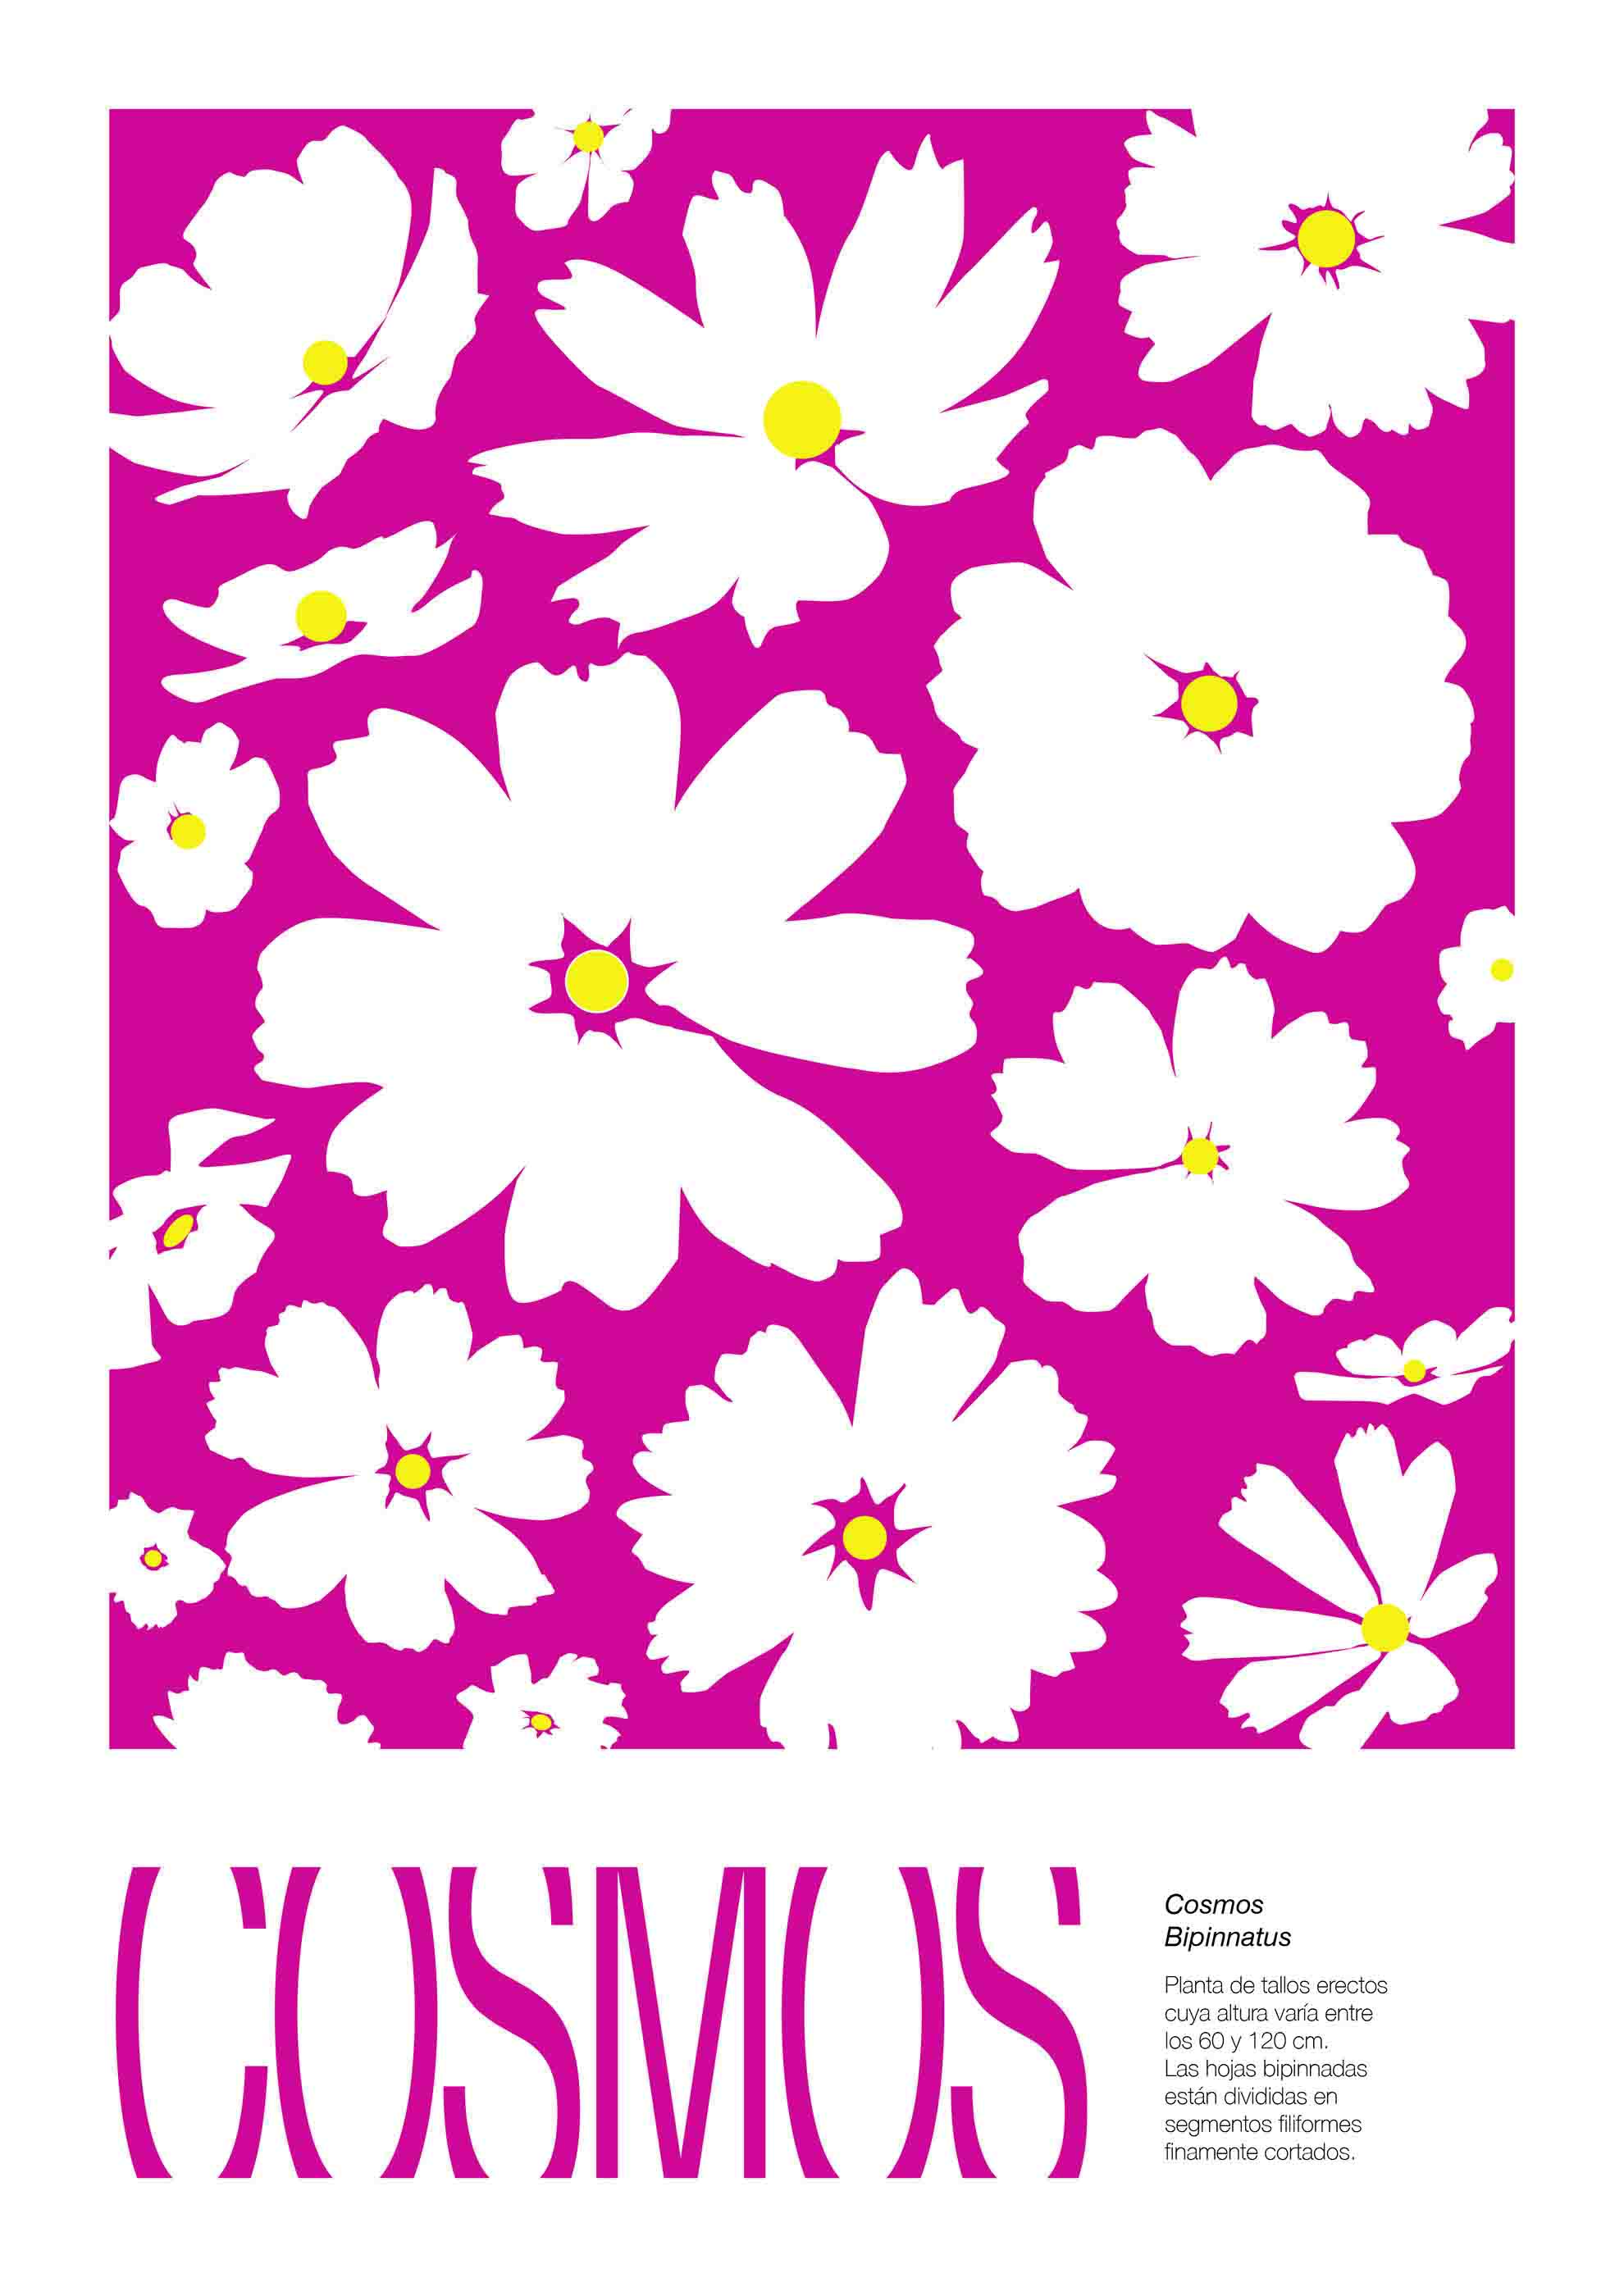 COSMOS
Cosmos
Bipinnatus
Planta de tallos erectos
cuya altura varía entre
los 60 y 120 cm.
Las hojas bipinnadas
están divididas en
segmentos filiformes
finamente cortados.